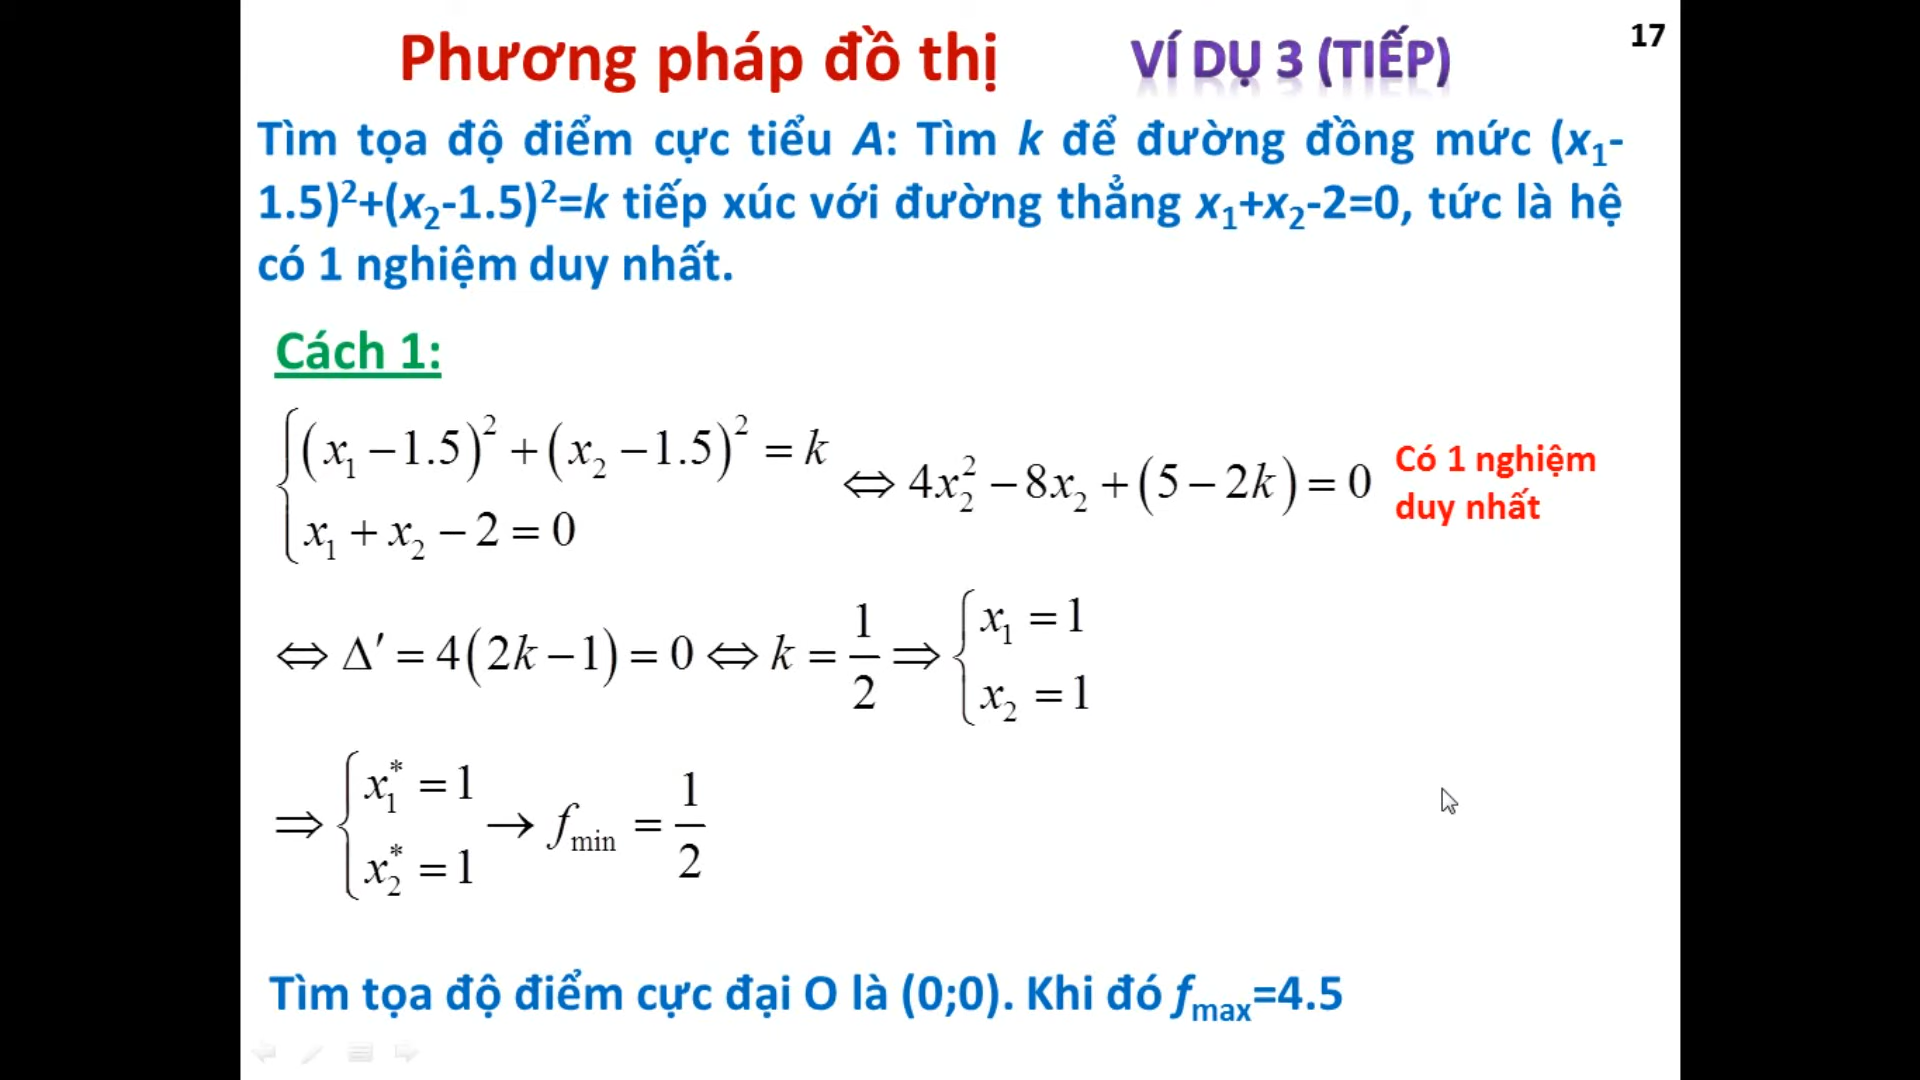 Phương pháp đồ thị VÍ DỤ 3 (TIẾP) 17
Tìm tọa độ điểm cực tiểu A: Tìm k để đường đồng mức (x₁-
1.5)²+(x₂-1.5)²=k tiếp xúc với đường thẳng x₁+x₂-2=0, tức là hệ
có 1 nghiệm duy nhất.
Cách 1:
{ (x₁ − 1.5)² + (x₂ − 1.5)² = k
x₁ + x₂ − 2 = 0
⇔ 4x₂² − 8x₂ + (5 − 2k) = 0
Có 1 nghiệm
duy nhất
⇔ Δ′ = 4(2k − 1) = 0 ⇔ k = 1/2 ⇒ { x₁ = 1
x₂ = 1
⇒ { x₁* = 1
x₂* = 1
→ f_min = 1/2
Tìm tọa độ điểm cực đại O là (0;0). Khi đó f_max=4.5